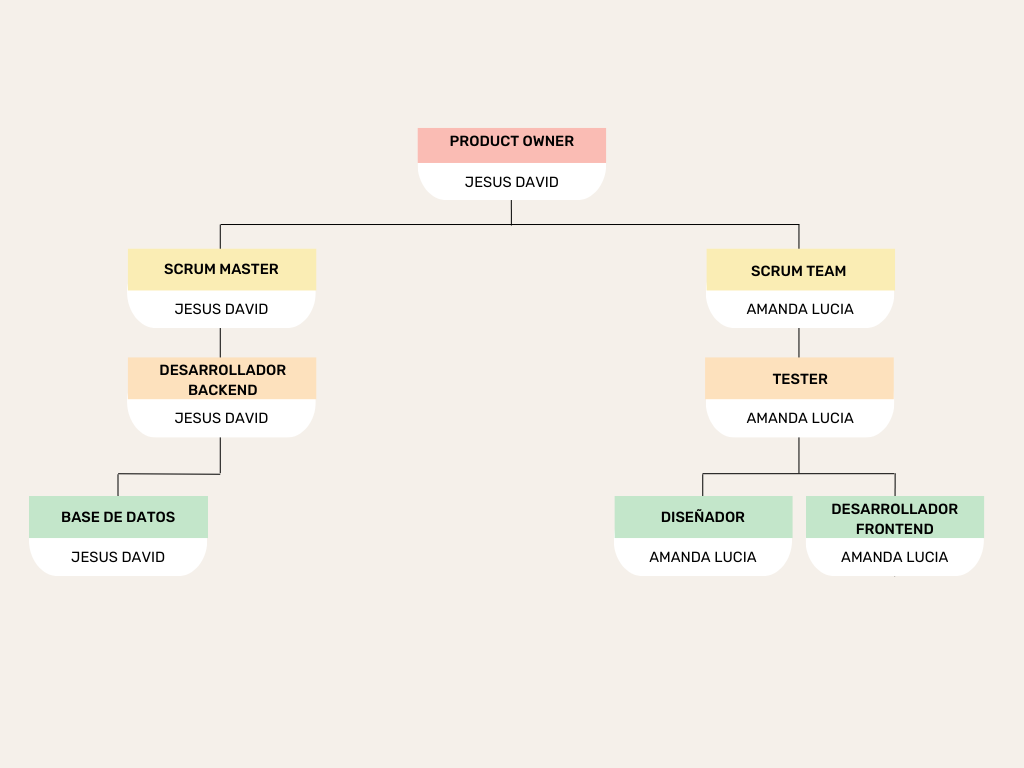 PRODUCT OWNER
JESUS DAVID
SCRUM MASTER
JESUS DAVID
SCRUM TEAM
AMANDA LUCIA
DESARROLLADOR
BACKEND
JESUS DAVID
TESTER
AMANDA LUCIA
BASE DE DATOS
JESUS DAVID
DISEÑADOR
AMANDA LUCIA
DESARROLLADOR
FRONTEND
AMANDA LUCIA